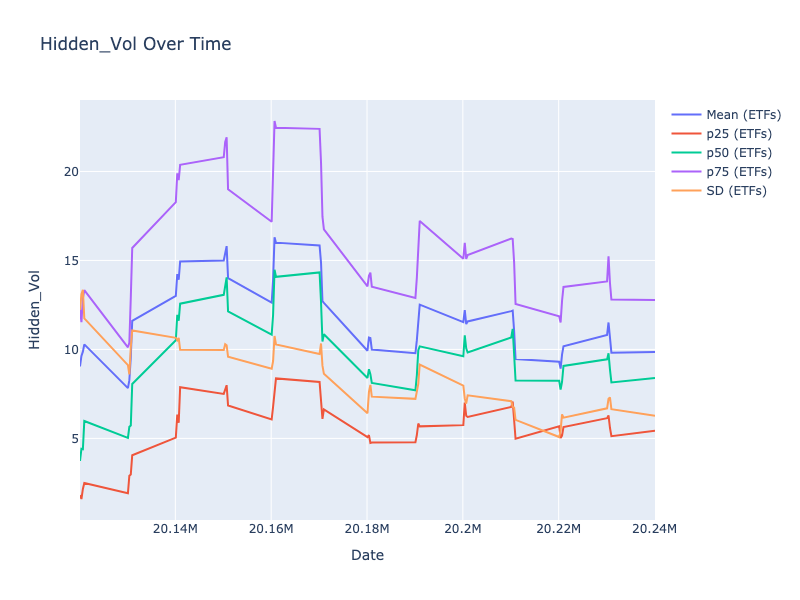 Hidden_Vol Over Time
Mean (ETFs)
p25 (ETFs)
p50 (ETFs)
p75 (ETFs)
SD (ETFs)
Hidden_Vol
20
15
10
5
20.14M
20.16M
20.18M
20.2M
20.22M
20.24M
Date